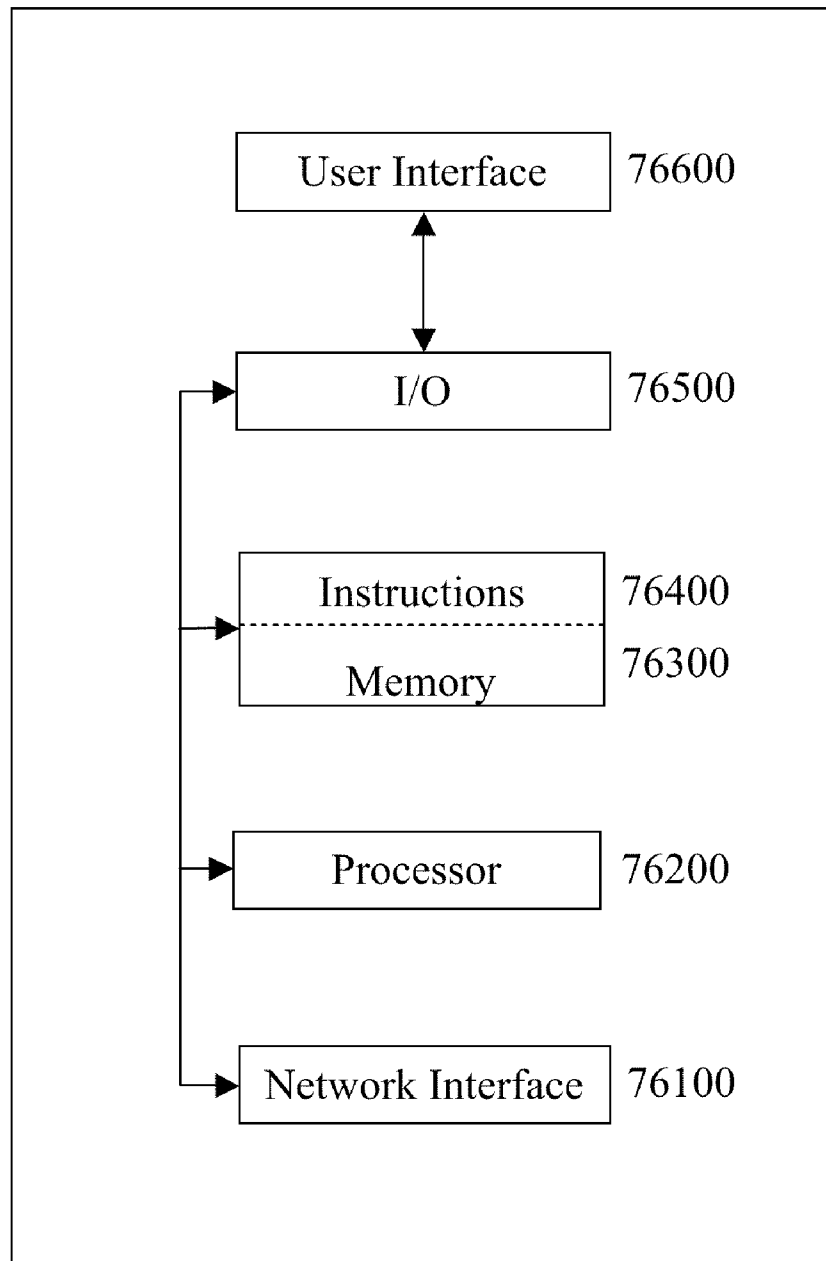 User Interface 76600
I/O 76500
Instructions 76400
Memory 76300
Processor 76200
Network Interface 76100